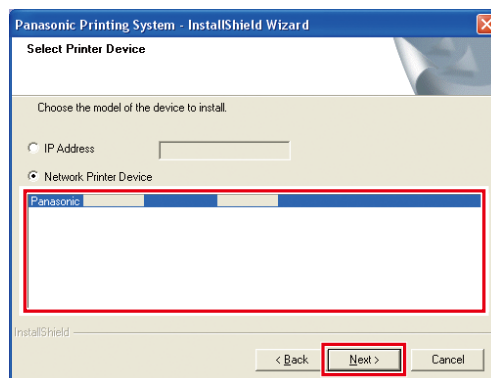 Panasonic Printing System - InstallShield Wizard
Select Printer Device
Choose the model of the device to install.
IP Address
Network Printer Device
Panasonic
InstallShield
< Back Next > Cancel